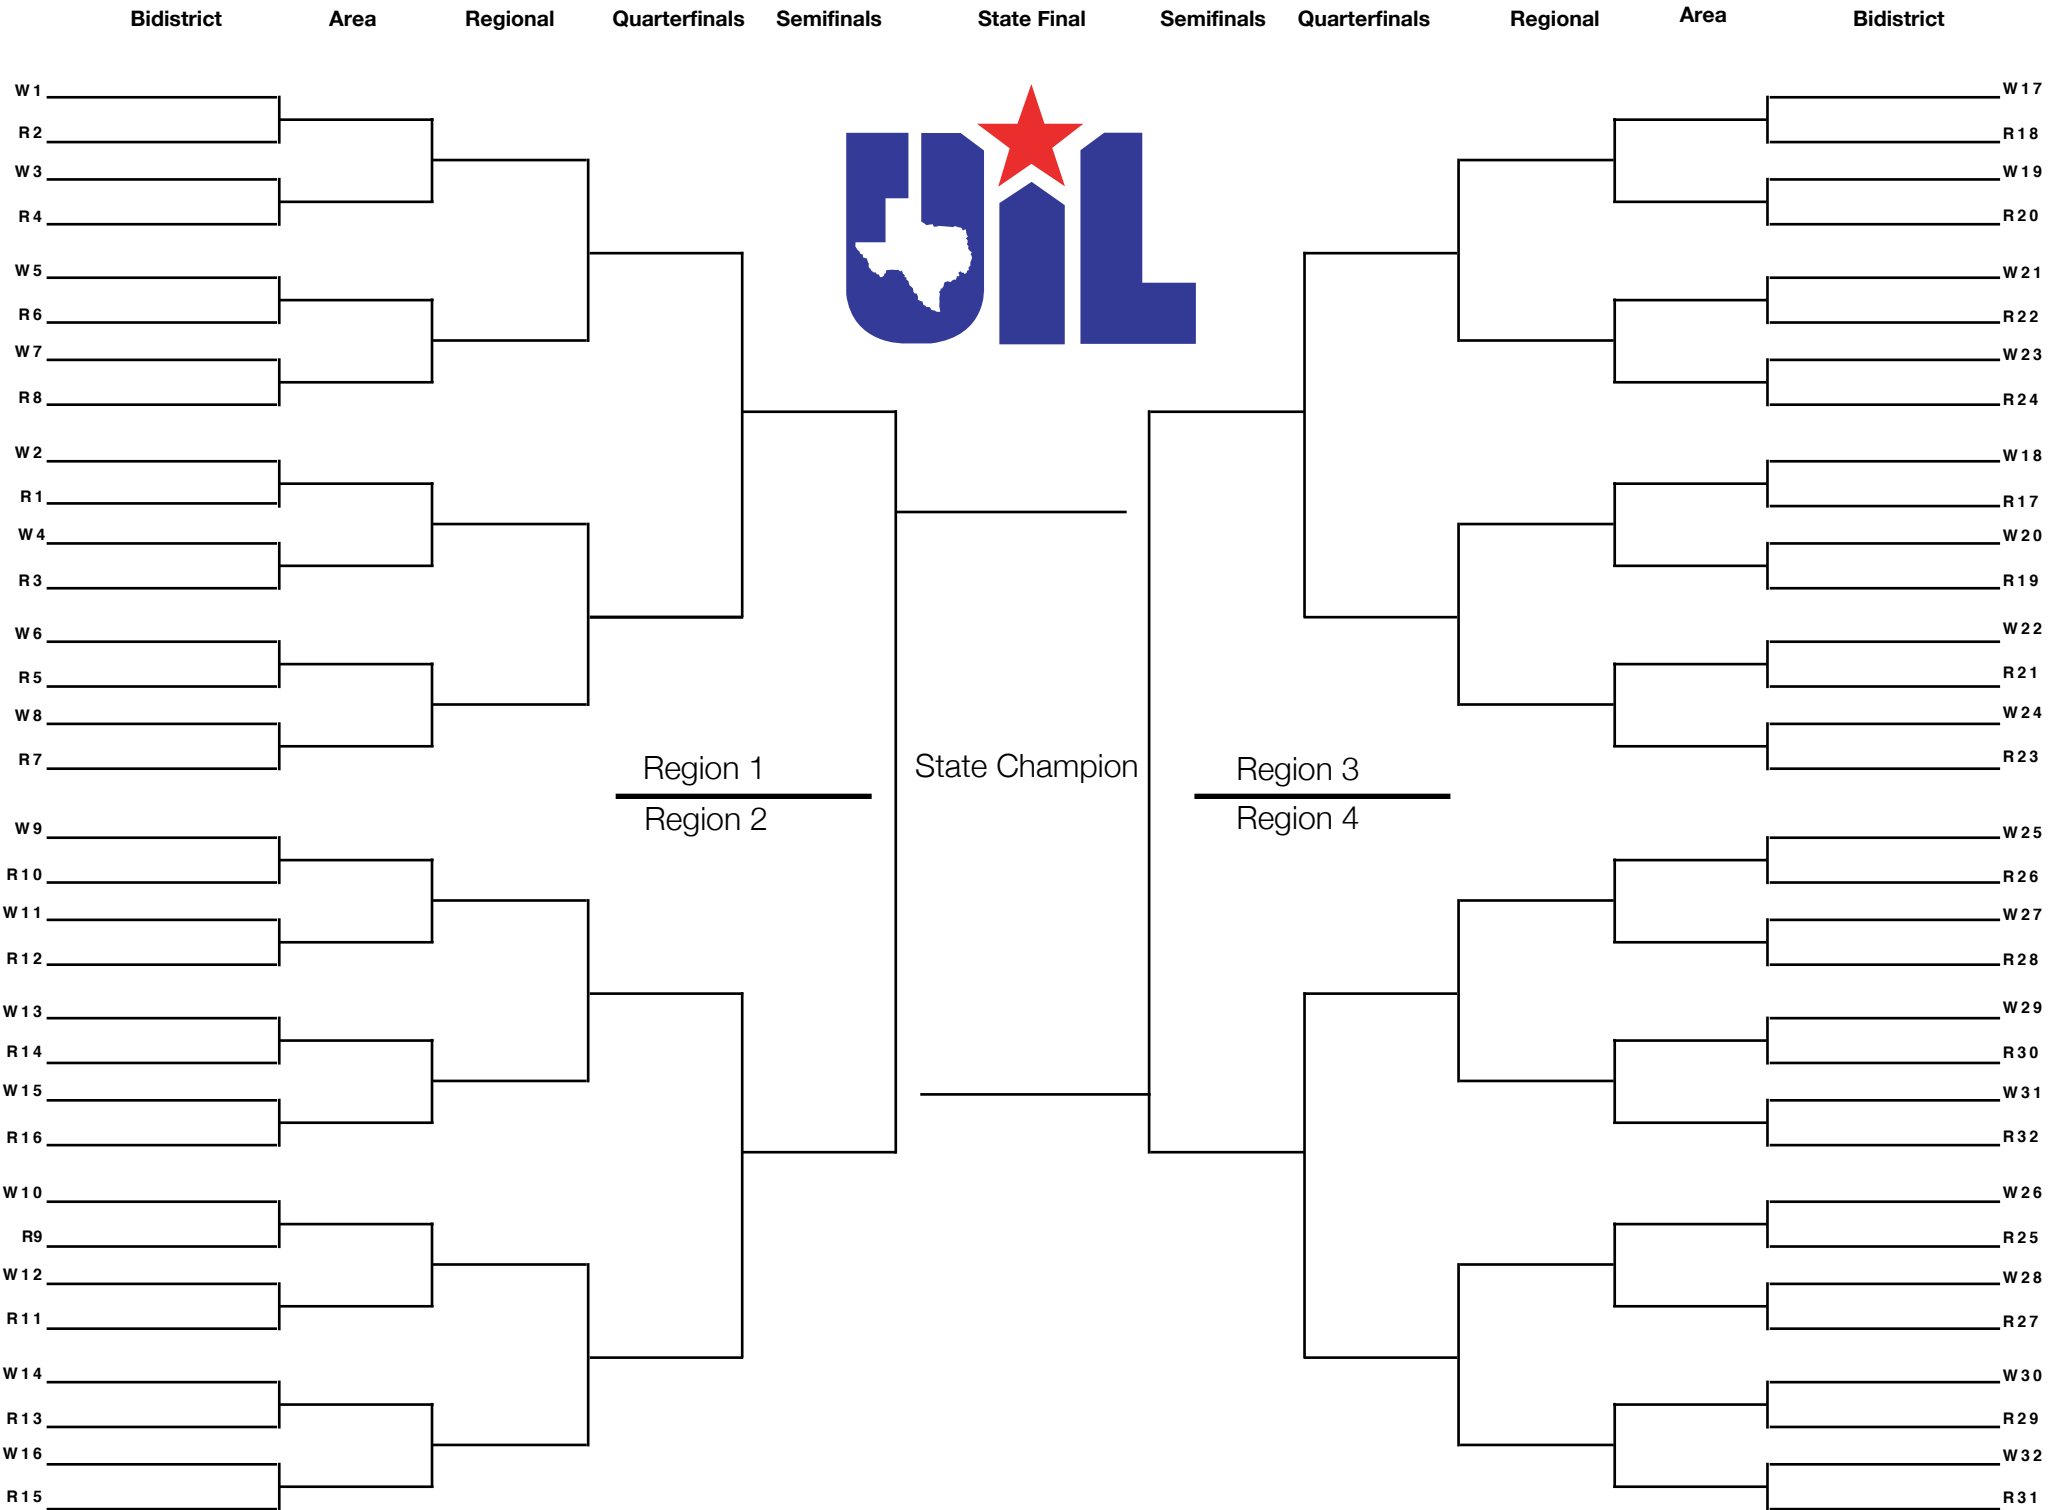 Bidistrict Area Regional Quarterfinals Semifinals State Final Semifinals Quarterfinals Regional Area Bidistrict
UIL
W1
R2
W3
R4
W5
R6
W7
R8
W2
R1
W4
R3
W6
R5
W8
R7
W9
R10
W11
R12
W13
R14
W15
R16
W10
R9
W12
R11
W14
R13
W16
R15
Region 1
Region 2
State Champion
Region 3
Region 4
W17
R18
W19
R20
W21
R22
W23
R24
W18
R17
W20
R19
W22
R21
W24
R23
W25
R26
W27
R28
W29
R30
W31
R32
W26
R25
W28
R27
W30
R29
W32
R31